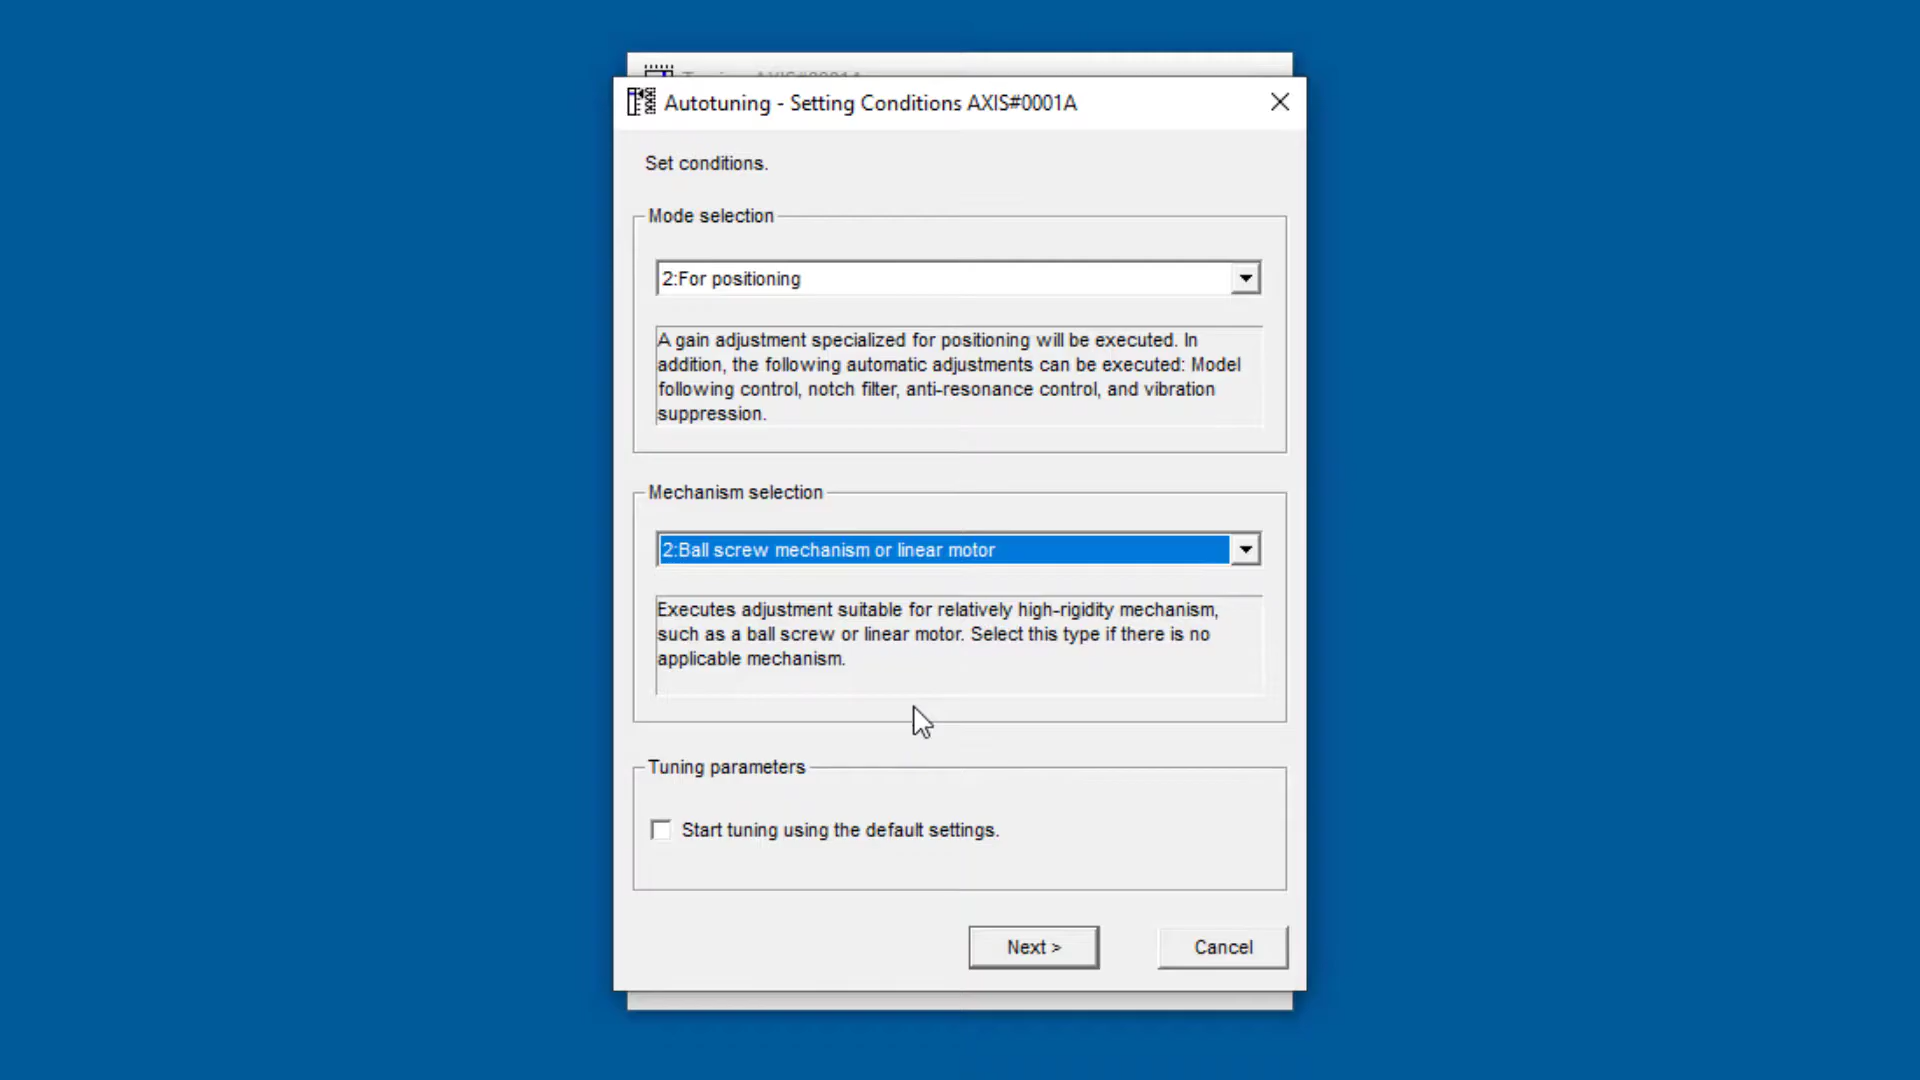 Autotuning - Setting Conditions AXIS#0001A
Set conditions.
Mode selection
2:For positioning
A gain adjustment specialized for positioning will be executed. In
addition, the following automatic adjustments can be executed: Model
following control, notch filter, anti-resonance control, and vibration
suppression.
Mechanism selection
2:Ball screw mechanism or linear motor
Executes adjustment suitable for relatively high-rigidity mechanism,
such as a ball screw or linear motor. Select this type if there is no
applicable mechanism.
Tuning parameters
Start tuning using the default settings.
Next >
Cancel